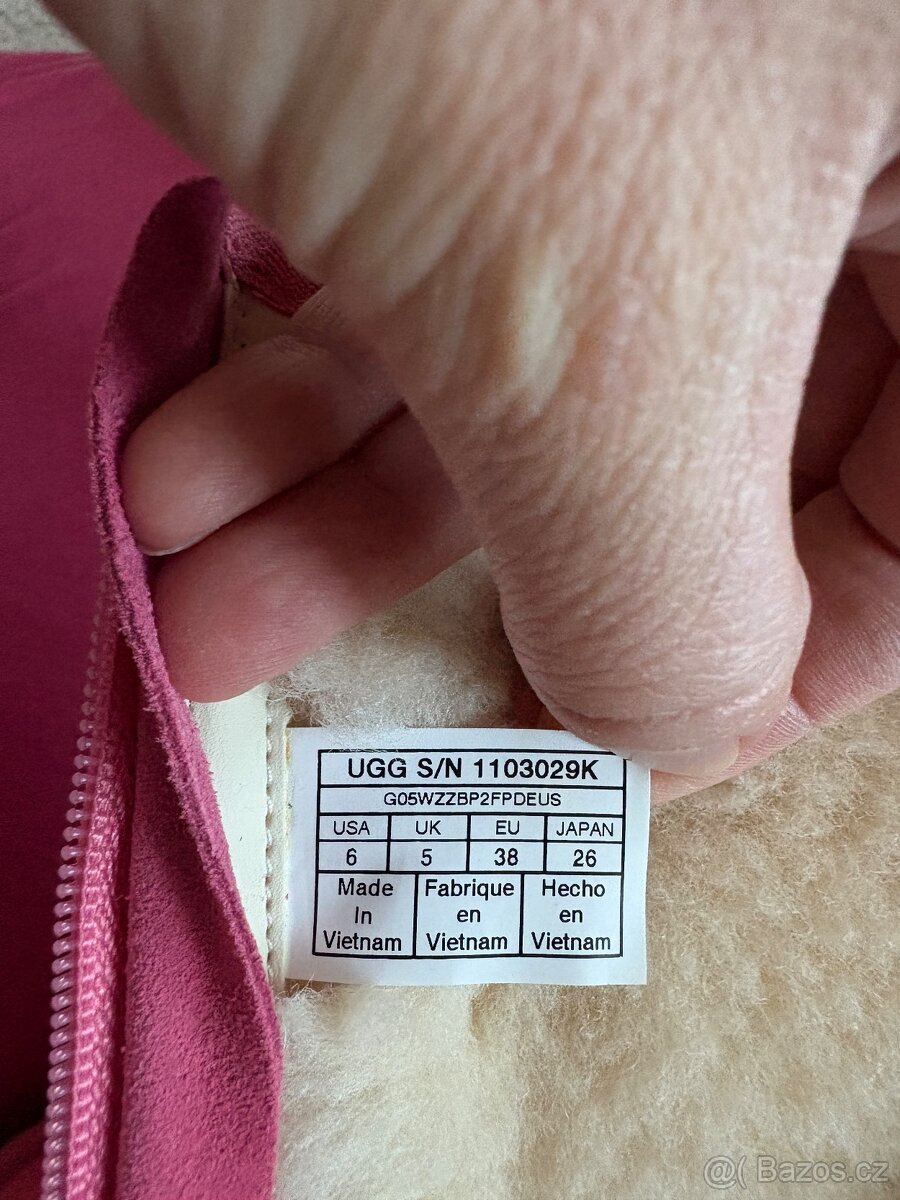 UGG S/N 1103029K
G05WZZBP2FPDEUS
USA UK EU JAPAN
6 5 38 26
Made Fabrique Hecho
In en en
Vietnam Vietnam Vietnam
@( Bazos.cz